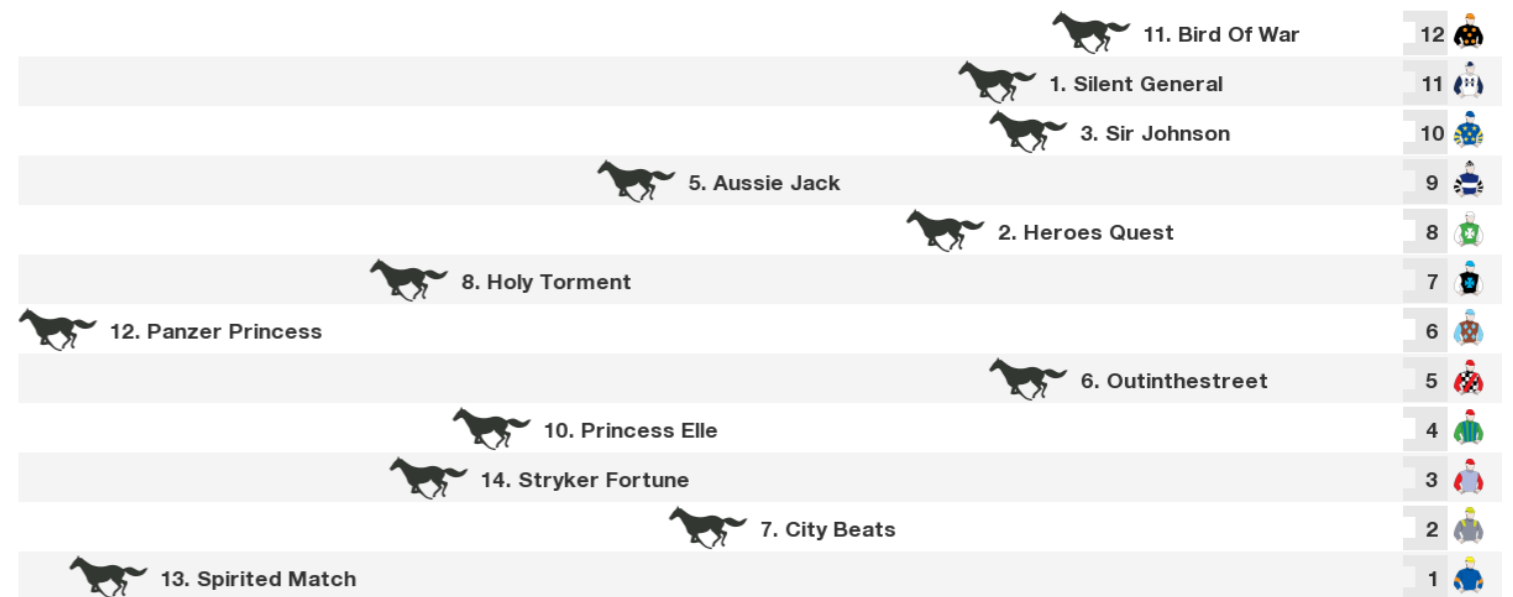 11. Bird Of War 12
1. Silent General 11
3. Sir Johnson 10
5. Aussie Jack 9
2. Heroes Quest 8
8. Holy Torment 7
12. Panzer Princess 6
6. Outinthestreet 5
10. Princess Elle 4
14. Stryker Fortune 3
7. City Beats 2
13. Spirited Match 1